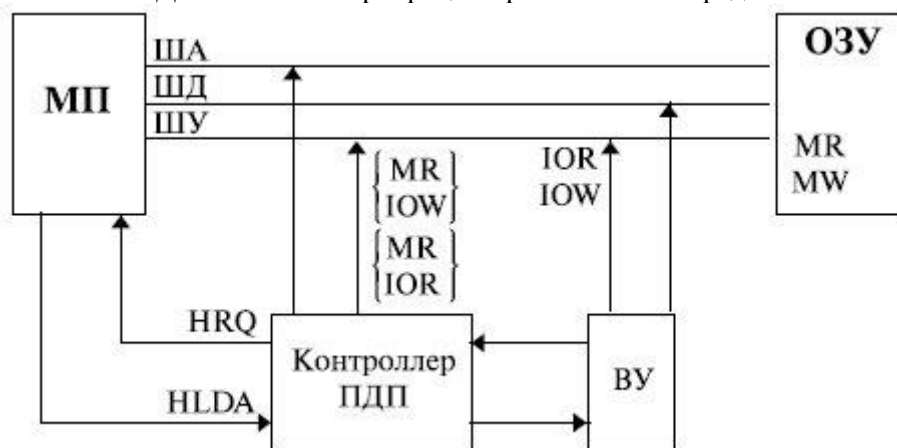 МП
ША
ШД
ШУ
ОЗУ
MR
MW
MR
IOW
MR
IOR
IOR
IOW
HRQ
HLDA
Контроллер
ПДП
ВУ